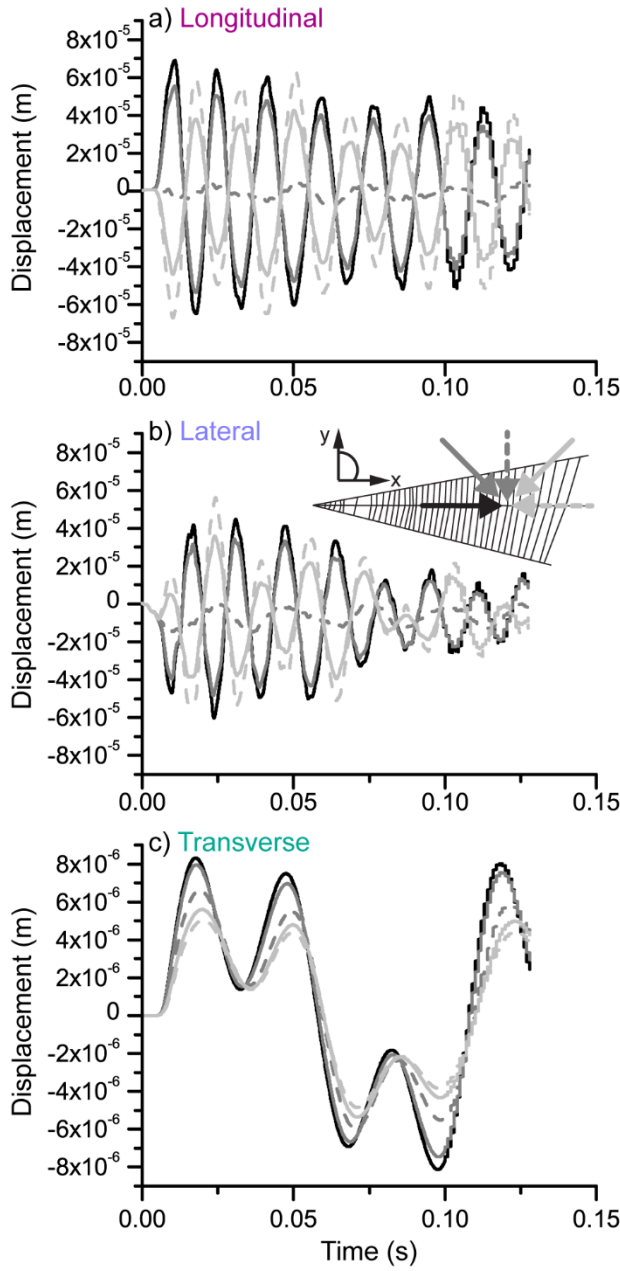 a) Longitudinal
Displacement (m)
8x10⁻⁵
6x10⁻⁵
4x10⁻⁵
2x10⁻⁵
0
-2x10⁻⁵
-4x10⁻⁵
-6x10⁻⁵
-8x10⁻⁵
0.00 0.05 0.10 0.15
b) Lateral
y
x
Displacement (m)
8x10⁻⁵
6x10⁻⁵
4x10⁻⁵
2x10⁻⁵
0
-2x10⁻⁵
-4x10⁻⁵
-6x10⁻⁵
-8x10⁻⁵
0.00 0.05 0.10 0.15
c) Transverse
Displacement (m)
8x10⁻⁶
6x10⁻⁶
4x10⁻⁶
2x10⁻⁶
0
-2x10⁻⁶
-4x10⁻⁶
-6x10⁻⁶
-8x10⁻⁶
0.00 0.05 0.10 0.15
Time (s)